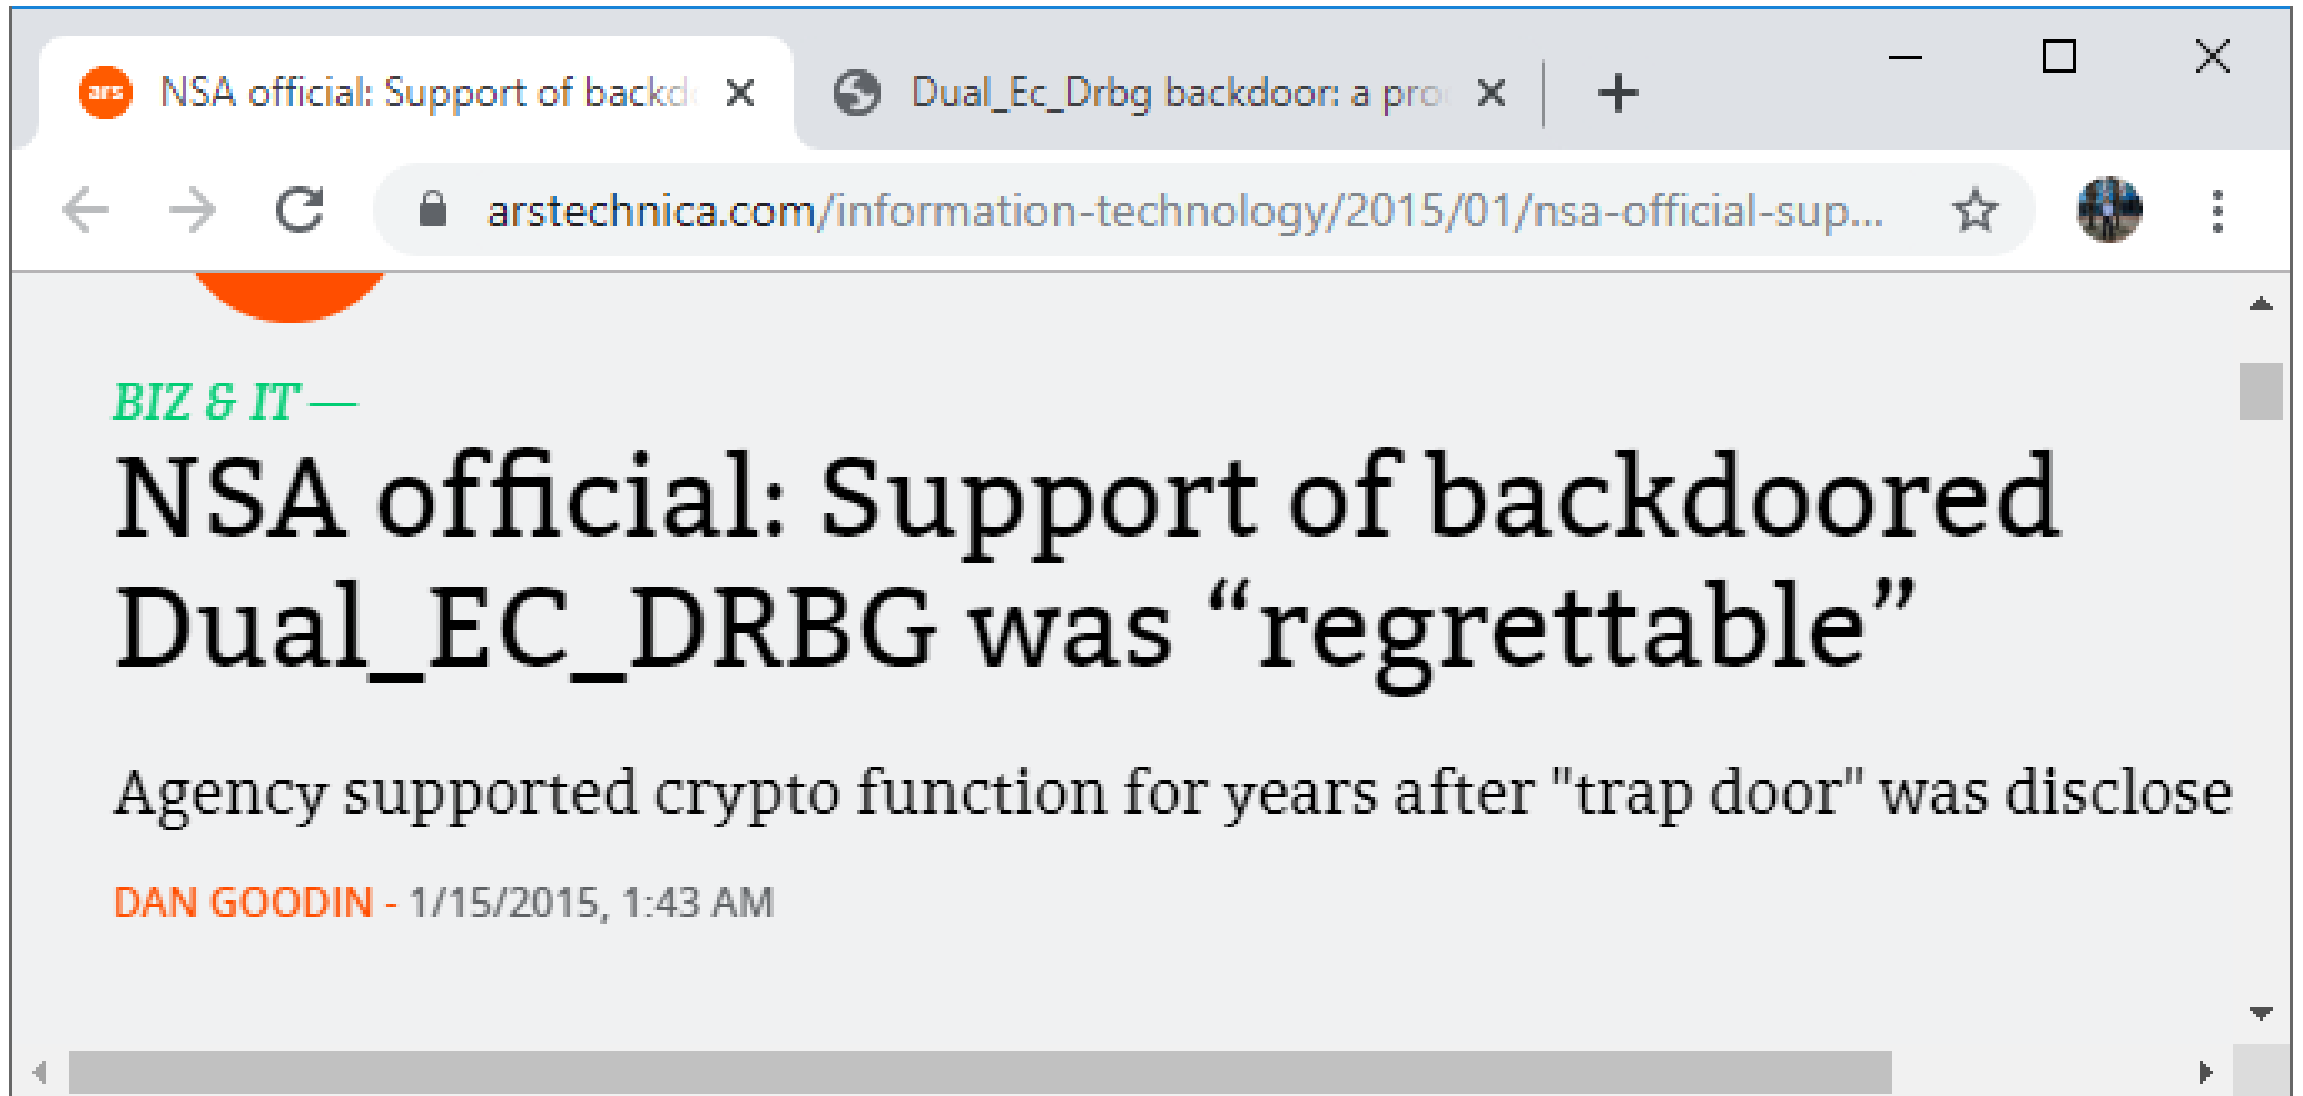 ars NSA official: Support of backd Dual_Ec_Drbg backdoor: a pro
arstechnica.com/information-technology/2015/01/nsa-official-sup...
BIZ & IT —
NSA official: Support of backdoored
Dual_EC_DRBG was “regrettable”
Agency supported crypto function for years after "trap door" was disclose
DAN GOODIN - 1/15/2015, 1:43 AM